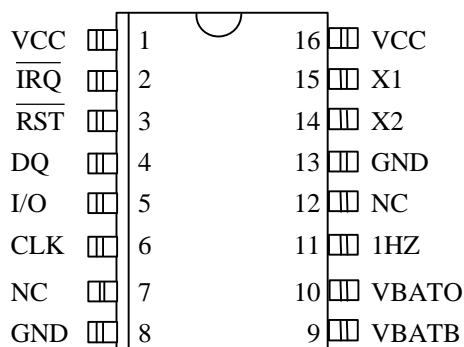 VCC 1 16 VCC
IRQ 2 15 X1
RST 3 14 X2
DQ 4 13 GND
I/O 5 12 NC
CLK 6 11 1HZ
NC 7 10 VBATO
GND 8 9 VBATB